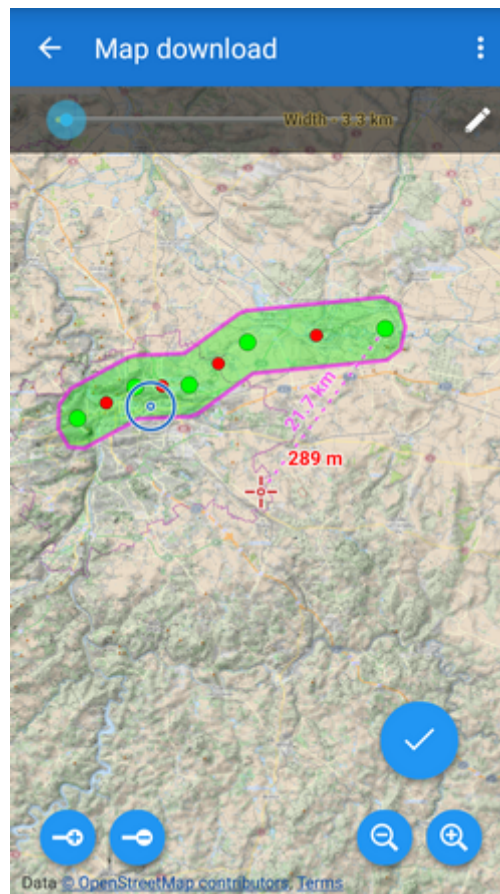 Map download
Width - 3.3 km
21.7 km
289 m
Data © OpenStreetMap contributors, Terms